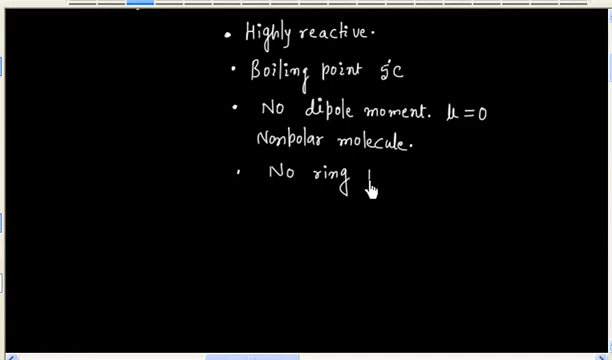 • Highly reactive.
• Boiling point 5°C
• No dipole moment. μ = 0
Nonpolar molecule.
• No ring